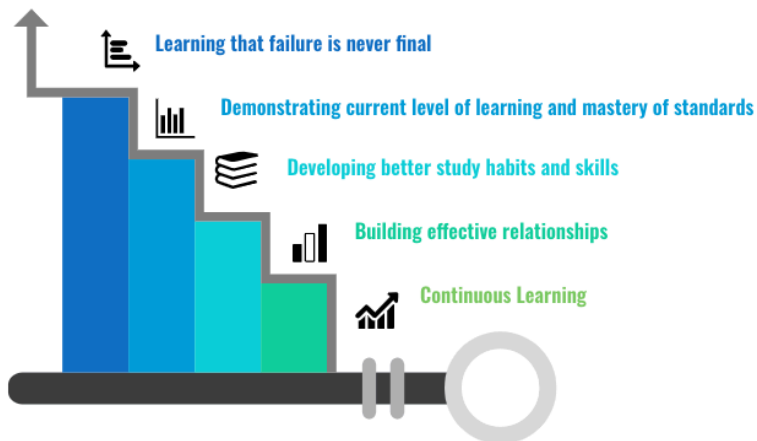 Learning that failure is never final
Demonstrating current level of learning and mastery of standards
Developing better study habits and skills
Building effective relationships
Continuous Learning